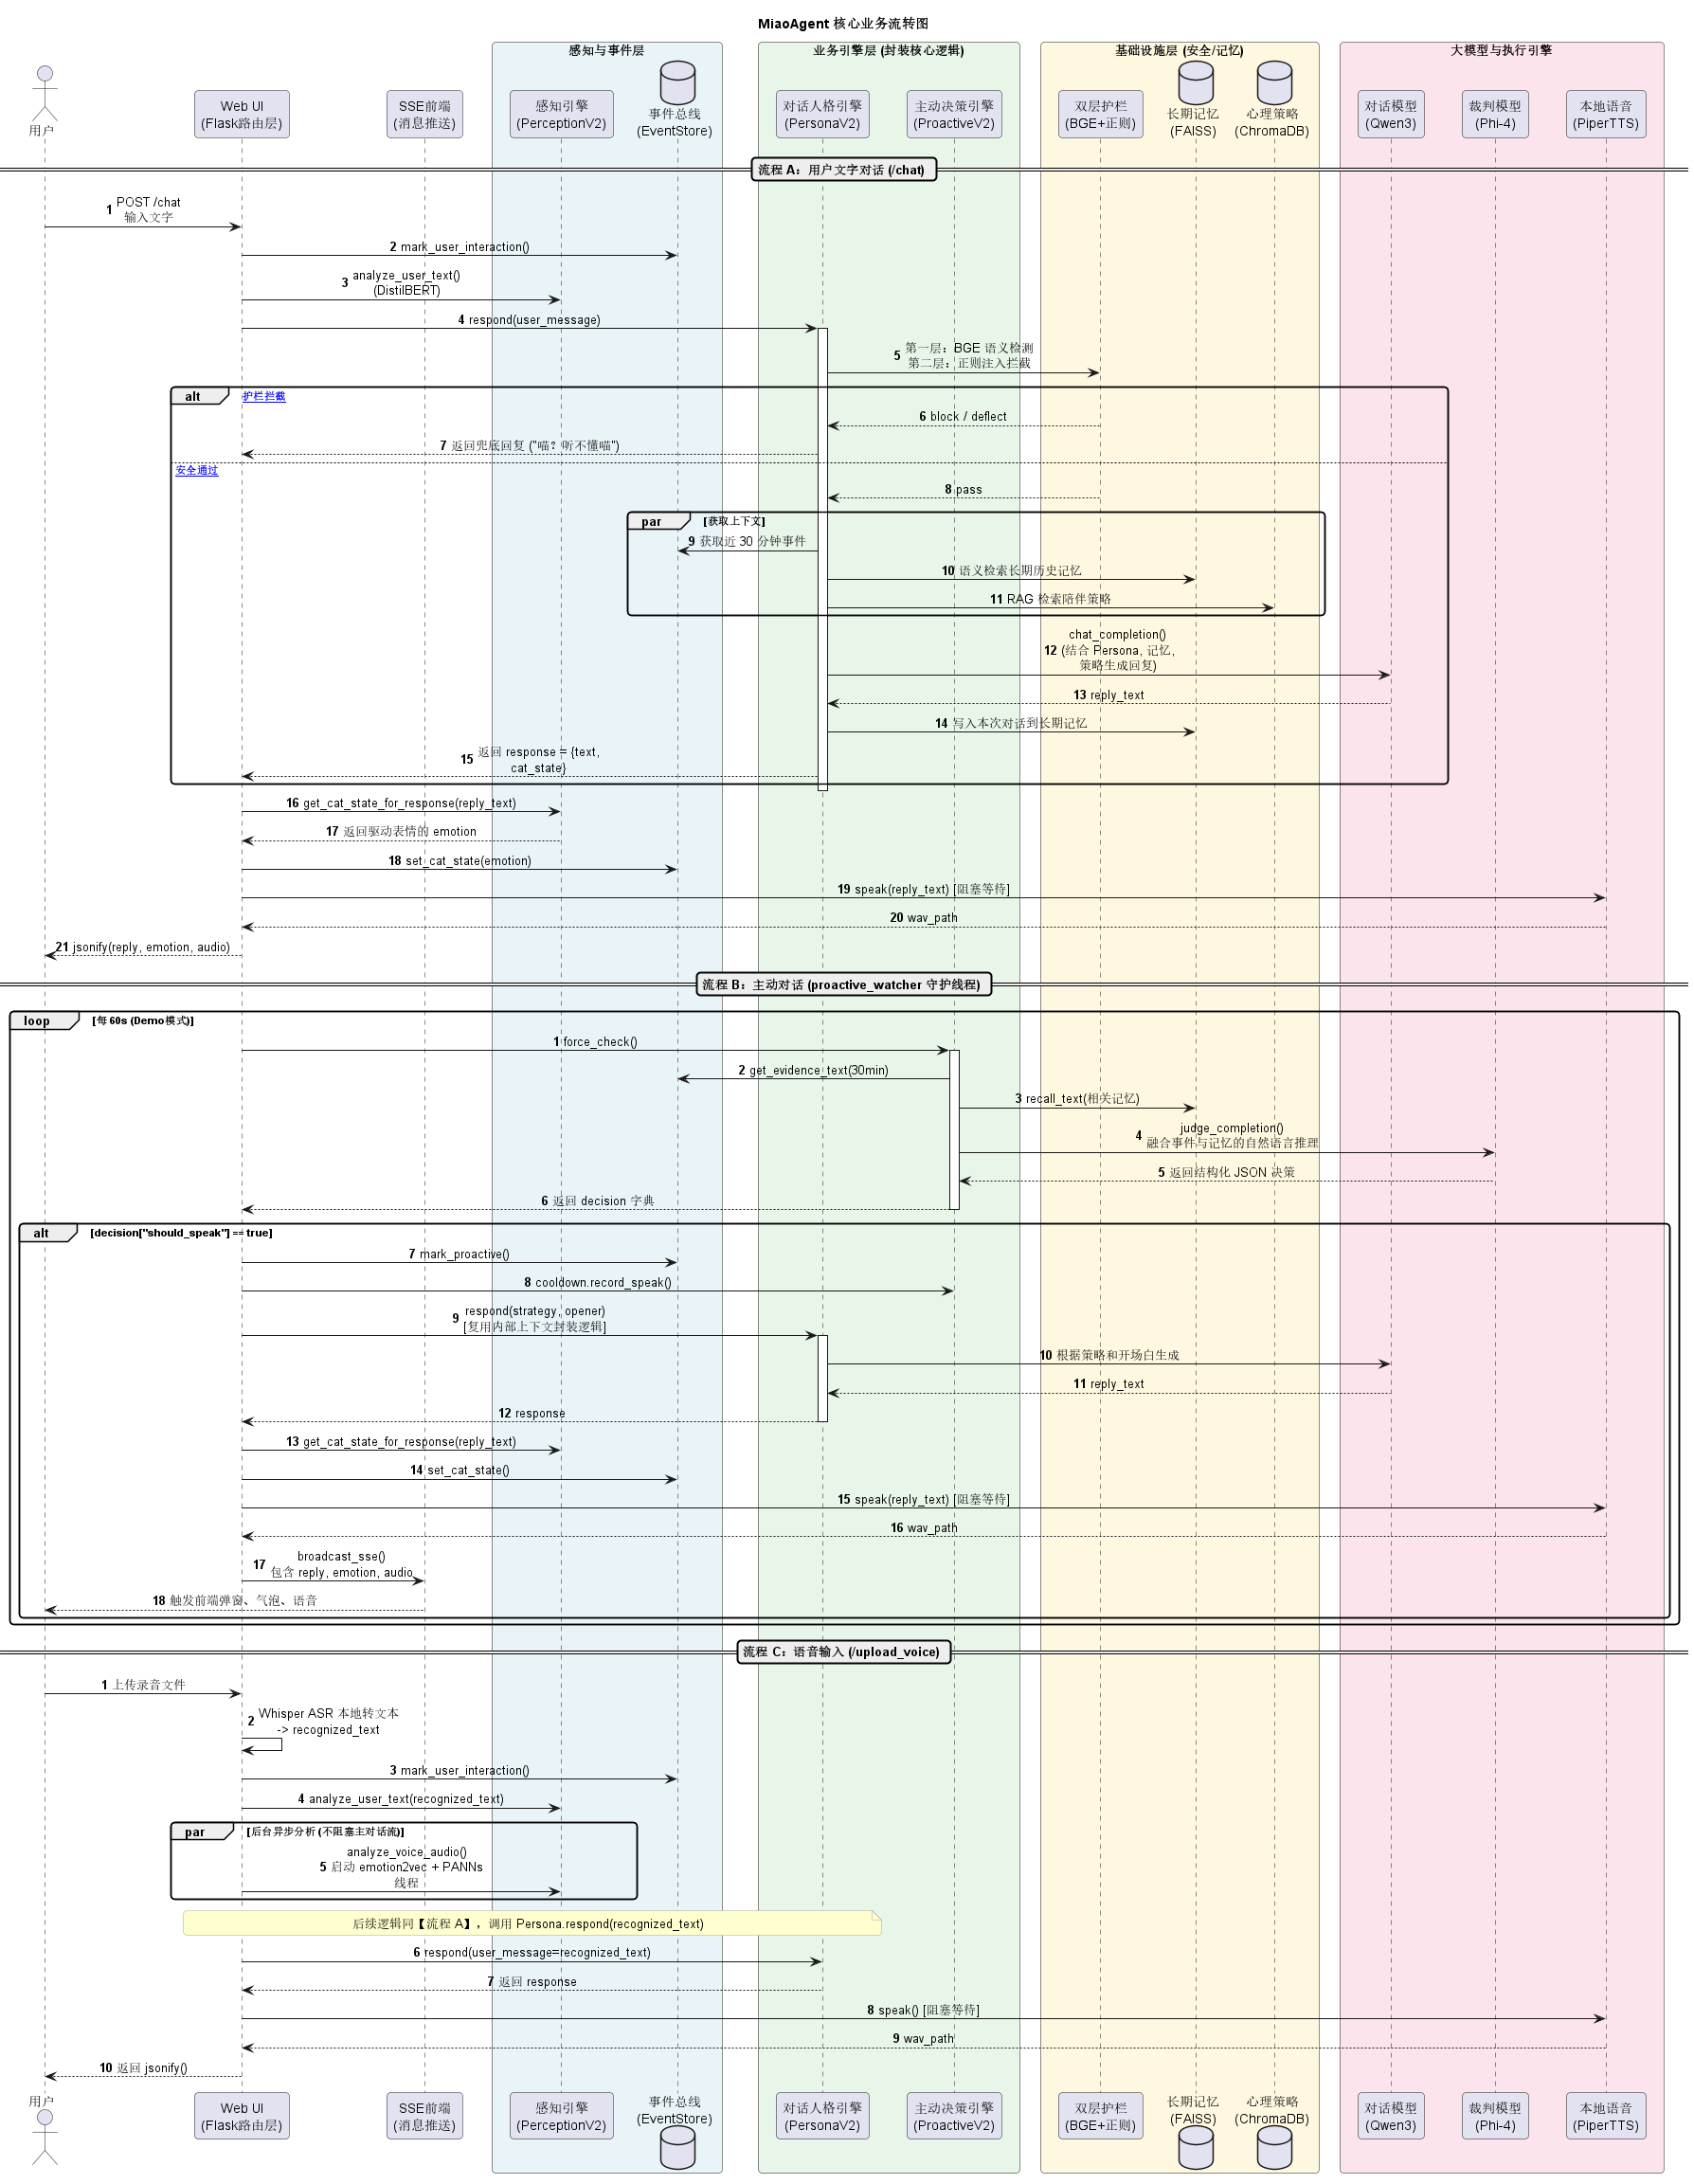 MiaoAgent 核心业务流转图
感知与事件层
业务引擎层 (封装核心逻辑)
基础设施层 (安全/记忆)
大模型与执行引擎
用户
Web UI
(Flask路由层)
SSE前端
(消息推送)
感知引擎
(PerceptionV2)
事件总线
(EventStore)
对话人格引擎
(PersonaV2)
主动决策引擎
(ProactiveV2)
双层护栏
(BGE+正则)
长期记忆
(FAISS)
心理策略
(ChromaDB)
对话模型
(Qwen3)
裁判模型
(Phi-4)
本地语音
(PiperTTS)
流程 A：用户文字对话 (/chat)
1 POST /chat
输入文字
2 mark_user_interaction()
3 analyze_user_text()
(DistilBERT)
4 respond(user_message)
5 第一层：BGE 语义检测
第二层：正则注入拦截
alt 护栏拦截
6 block / deflect
7 返回兜底回复 ("喵？听不懂喵")
安全通过
8 pass
par [获取上下文]
9 获取近 30 分钟事件
10 语义检索长期历史记忆
11 RAG 检索陪伴策略
chat_completion()
12 (结合 Persona, 记忆,
策略生成回复)
13 reply_text
14 写入本次对话到长期记忆
15 返回 response = {text,
cat_state}
16 get_cat_state_for_response(reply_text)
17 返回驱动表情的 emotion
18 set_cat_state(emotion)
19 speak(reply_text) [阻塞等待]
20 wav_path
21 jsonify(reply, emotion, audio)
流程 B：主动对话 (proactive_watcher 守护线程)
loop [每 60s (Demo模式)]
1 force_check()
2 get_evidence_text(30min)
3 recall_text(相关记忆)
4 judge_completion()
融合事件与记忆的自然语言推理
5 返回结构化 JSON 决策
6 返回 decision 字典
alt [decision["should_speak"] == true]
7 mark_proactive()
8 cooldown.record_speak()
9 respond(strategy, opener)
[复用内部上下文封装逻辑]
10 根据策略和开场白生成
11 reply_text
12 response
13 get_cat_state_for_response(reply_text)
14 set_cat_state()
15 speak(reply_text) [阻塞等待]
16 wav_path
17 broadcast_sse()
包含 reply, emotion, audio
18 触发前端弹窗、气泡、语音
流程 C：语音输入 (/upload_voice)
1 上传录音文件
2 Whisper ASR 本地转文本
-> recognized_text
3 mark_user_interaction()
4 analyze_user_text(recognized_text)
par [后台异步分析 (不阻塞主对话流)]
analyze_voice_audio()
5 启动 emotion2vec + PANNs
线程
后续逻辑同【流程 A】，调用 Persona.respond(recognized_text)
6 respond(user_message=recognized_text)
7 返回 response
8 speak() [阻塞等待]
9 wav_path
10 返回 jsonify()
用户
Web UI
(Flask路由层)
SSE前端
(消息推送)
感知引擎
(PerceptionV2)
事件总线
(EventStore)
对话人格引擎
(PersonaV2)
主动决策引擎
(ProactiveV2)
双层护栏
(BGE+正则)
长期记忆
(FAISS)
心理策略
(ChromaDB)
对话模型
(Qwen3)
裁判模型
(Phi-4)
本地语音
(PiperTTS)